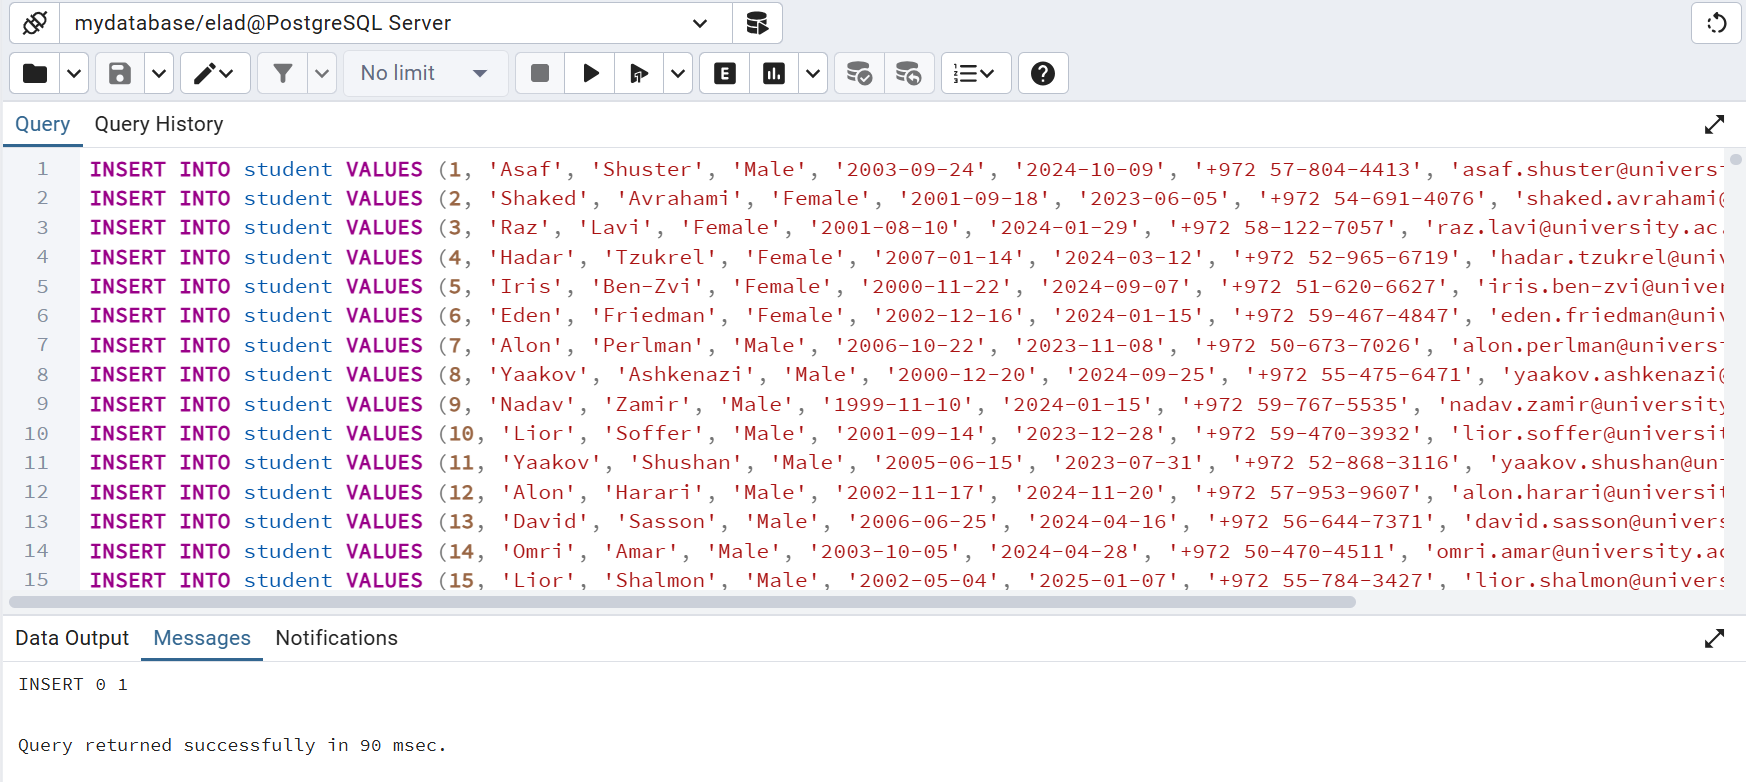 mydatabase/elad@PostgreSQL Server
No limit
E
Query Query History
1 INSERT INTO student VALUES (1, 'Asaf', 'Shuster', 'Male', '2003-09-24', '2024-10-09', '+972 57-804-4413', 'asaf.shuster@univers
2 INSERT INTO student VALUES (2, 'Shaked', 'Avrahami', 'Female', '2001-09-18', '2023-06-05', '+972 54-691-4076', 'shaked.avrahami@
3 INSERT INTO student VALUES (3, 'Raz', 'Lavi', 'Female', '2001-08-10', '2024-01-29', '+972 58-122-7057', 'raz.lavi@university.ac.
4 INSERT INTO student VALUES (4, 'Hadar', 'Tzukrel', 'Female', '2007-01-14', '2024-03-12', '+972 52-965-6719', 'hadar.tzukrel@univ
5 INSERT INTO student VALUES (5, 'Iris', 'Ben-Zvi', 'Female', '2000-11-22', '2024-09-07', '+972 51-620-6627', 'iris.ben-zvi@univer
6 INSERT INTO student VALUES (6, 'Eden', 'Friedman', 'Female', '2002-12-16', '2024-01-15', '+972 59-467-4847', 'eden.friedman@univ
7 INSERT INTO student VALUES (7, 'Alon', 'Perlman', 'Male', '2006-10-22', '2023-11-08', '+972 50-673-7026', 'alon.perlman@univers
8 INSERT INTO student VALUES (8, 'Yaakov', 'Ashkenazi', 'Male', '2000-12-20', '2024-09-25', '+972 55-475-6471', 'yaakov.ashkenazi@
9 INSERT INTO student VALUES (9, 'Nadav', 'Zamir', 'Male', '1999-11-10', '2024-01-15', '+972 59-767-5535', 'nadav.zamir@university
10 INSERT INTO student VALUES (10, 'Lior', 'Soffer', 'Male', '2001-09-14', '2023-12-28', '+972 59-470-3932', 'lior.soffer@universit
11 INSERT INTO student VALUES (11, 'Yaakov', 'Shushan', 'Male', '2005-06-15', '2023-07-31', '+972 52-868-3116', 'yaakov.shushan@un
12 INSERT INTO student VALUES (12, 'Alon', 'Harari', 'Male', '2002-11-17', '2024-11-20', '+972 57-953-9607', 'alon.harari@universit
13 INSERT INTO student VALUES (13, 'David', 'Sasson', 'Male', '2006-06-25', '2024-04-16', '+972 56-644-7371', 'david.sasson@univers
14 INSERT INTO student VALUES (14, 'Omri', 'Amar', 'Male', '2003-10-05', '2024-04-28', '+972 50-470-4511', 'omri.amar@university.ac
15 INSERT INTO student VALUES (15, 'Lior', 'Shalmon', 'Male', '2002-05-04', '2025-01-07', '+972 55-784-3427', 'lior.shalmon@univers
Data Output Messages Notifications
INSERT 0 1
Query returned successfully in 90 msec.